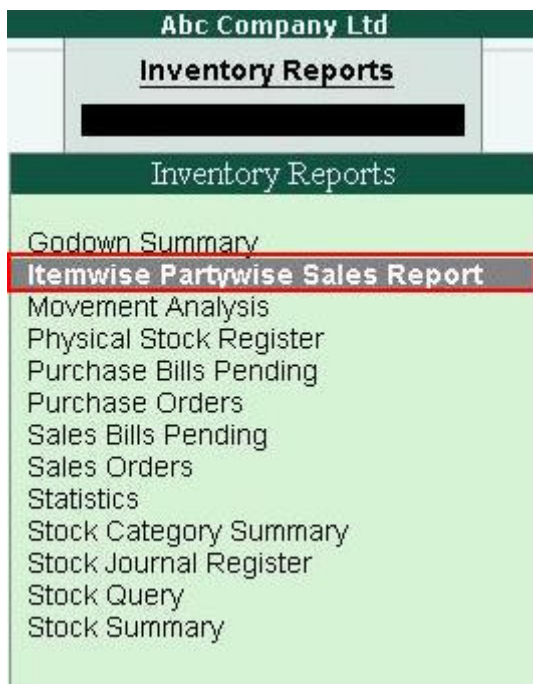 Abc Company Ltd
Inventory Reports
Inventory Reports
Godown Summary
Itemwise Partywise Sales Report
Movement Analysis
Physical Stock Register
Purchase Bills Pending
Purchase Orders
Sales Bills Pending
Sales Orders
Statistics
Stock Category Summary
Stock Journal Register
Stock Query
Stock Summary